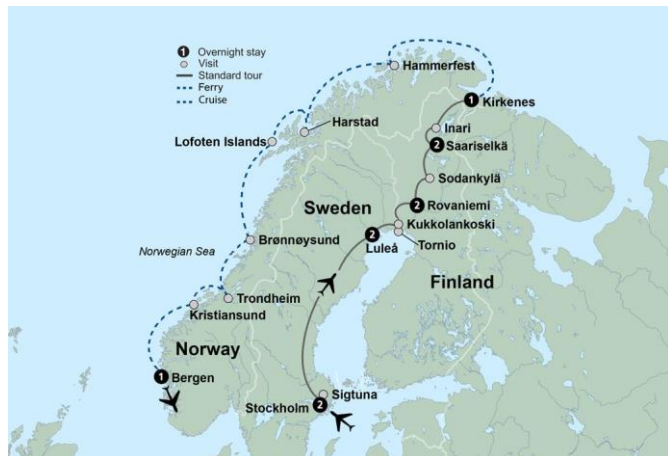 1 Overnight stay
Visit
Standard tour
Ferry
Cruise
Hammerfest
1 Kirkenes
Harstad
Inari
Lofoten Islands
2 Saariselkä
Sodankylä
2 Rovaniemi
Sweden
Kukkolankoski
Norwegian Sea
Brønnøysund
2
Luleå
Tornio
Finland
Trondheim
Kristiansund
Norway
1 Bergen
Sigtuna
Stockholm 2